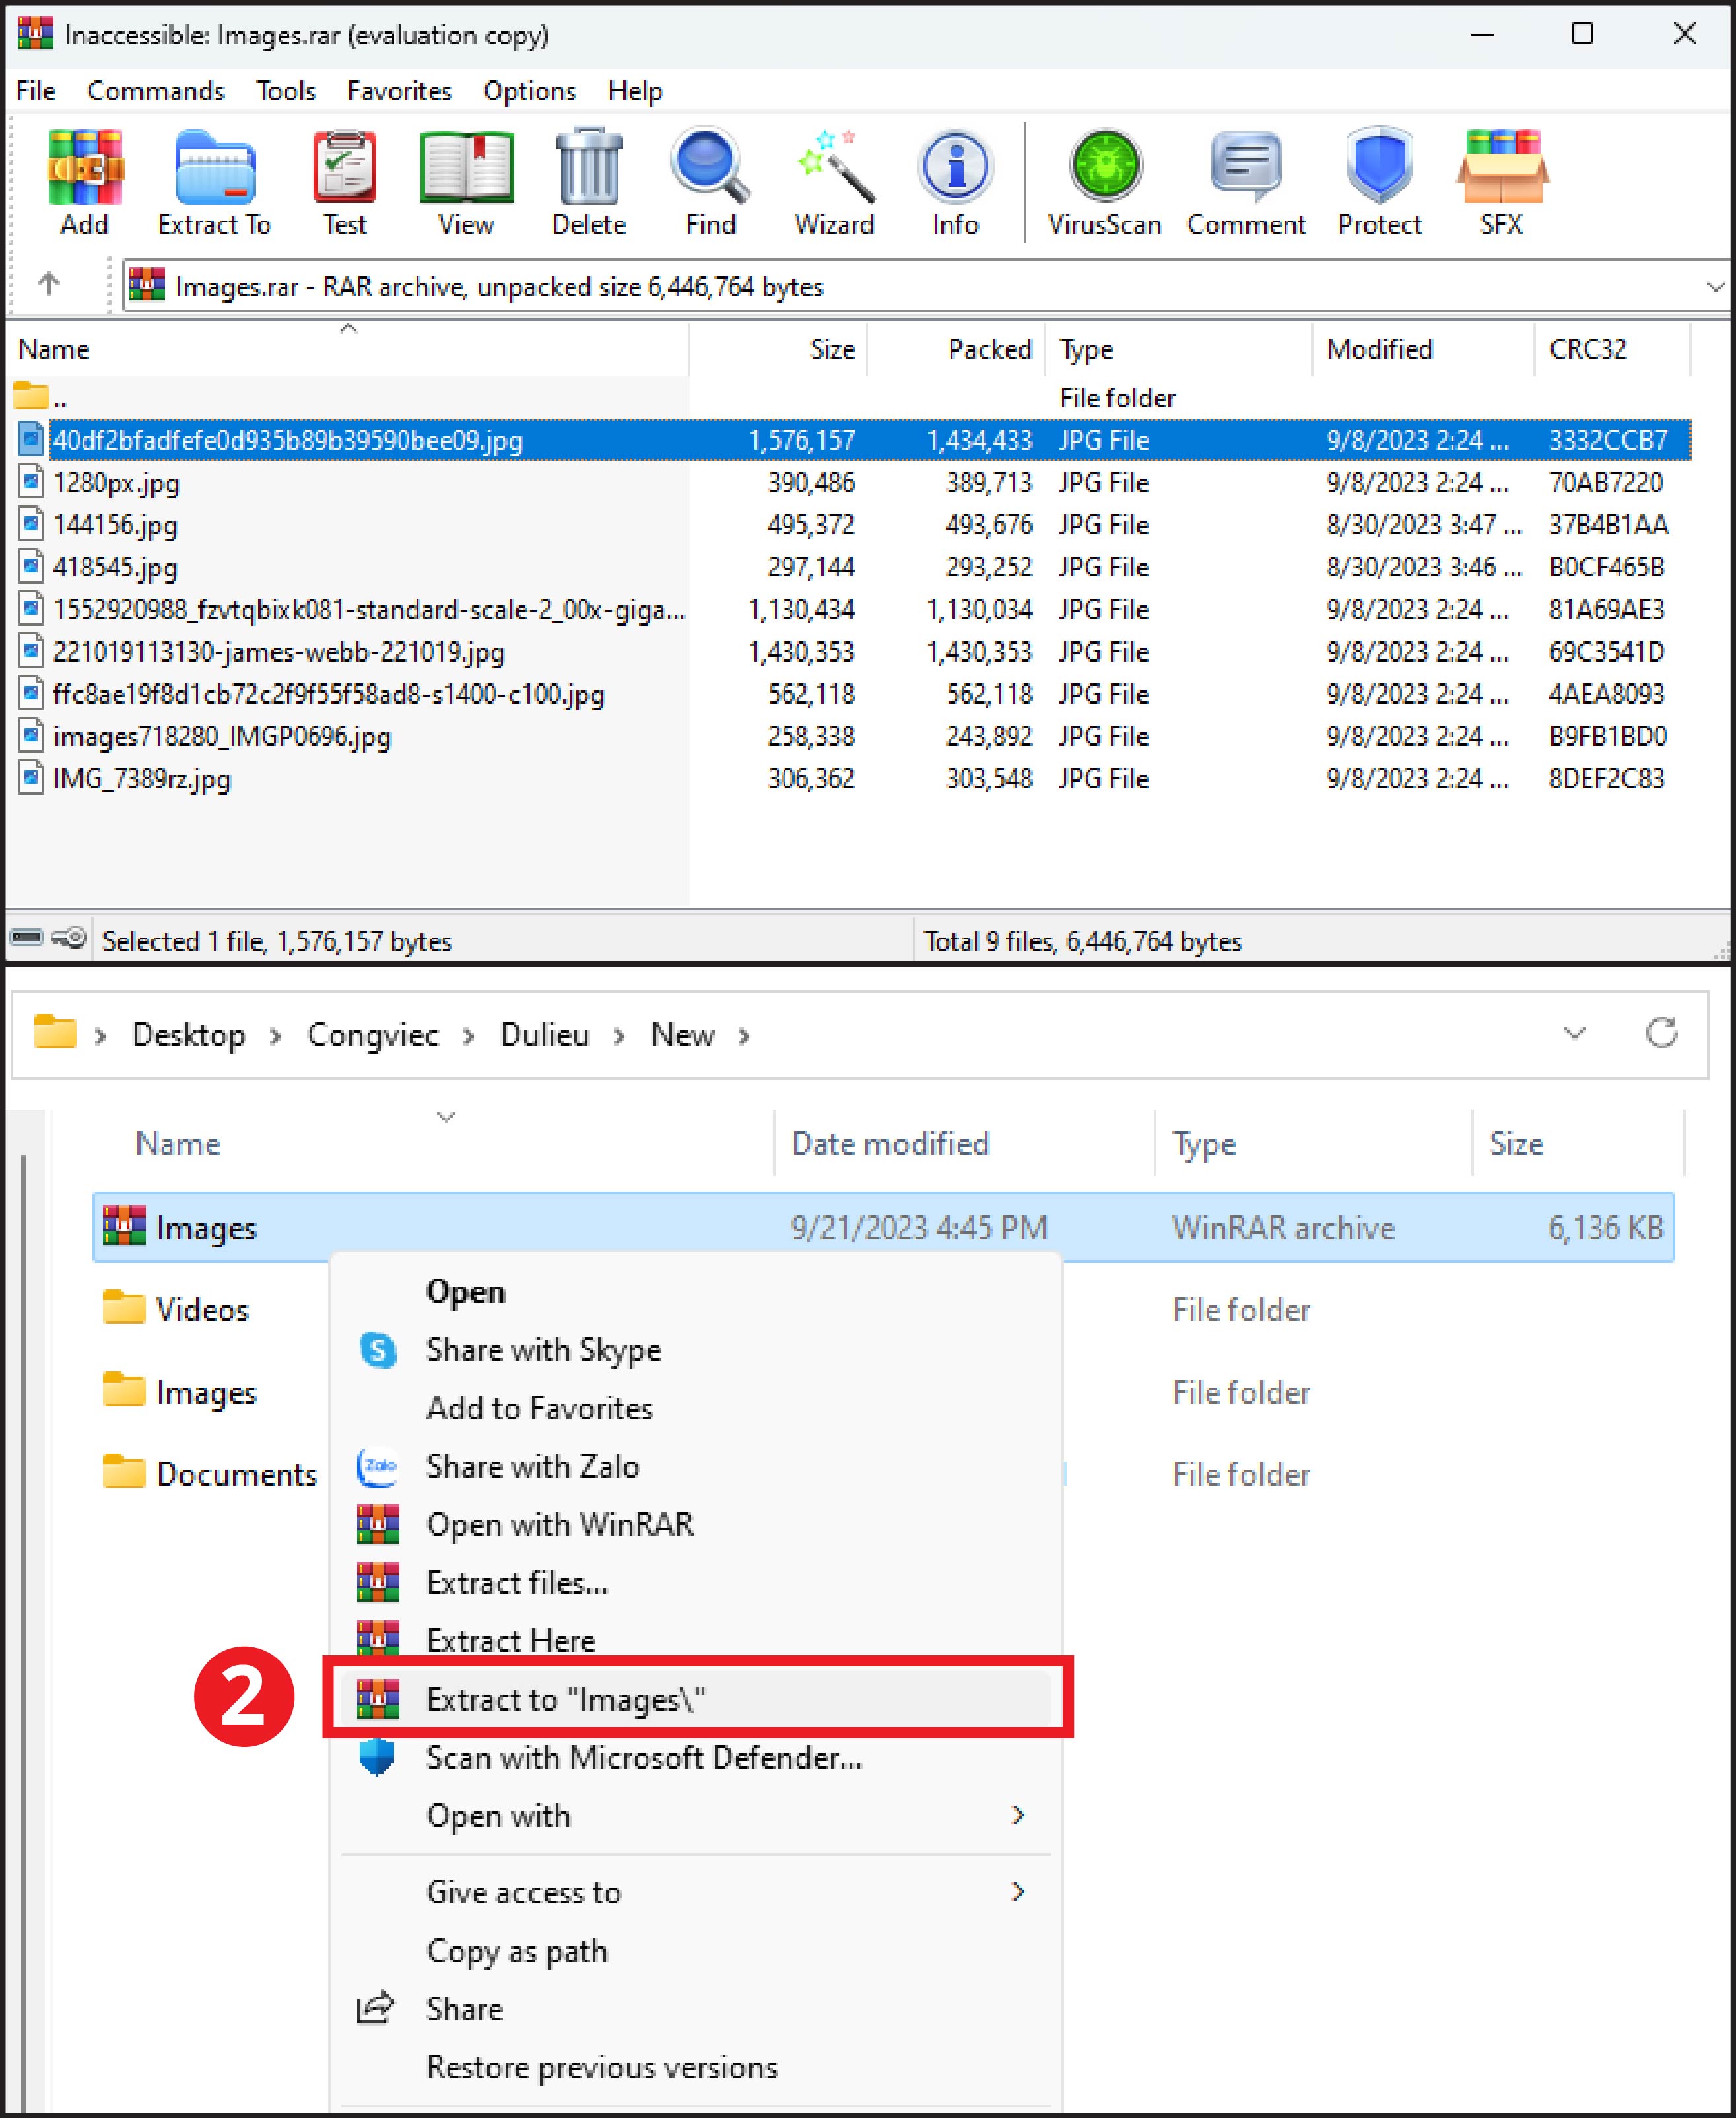 Inaccessible: Images.rar (evaluation copy)
File Commands Tools Favorites Options Help
Add Extract To Test View Delete Find Wizard Info VirusScan Comment Protect SFX
Images.rar - RAR archive, unpacked size 6,446,764 bytes
Name Size Packed Type Modified CRC32
.. File folder
40df2bfadfefe0d935b89b39590bee09.jpg 1,576,157 1,434,433 JPG File 9/8/2023 2:24 ... 3332CCB7
1280px.jpg 390,486 389,713 JPG File 9/8/2023 2:24 ... 70AB7220
144156.jpg 495,372 493,676 JPG File 8/30/2023 3:47 ... 37B4B1AA
418545.jpg 297,144 293,252 JPG File 8/30/2023 3:46 ... B0CF465B
1552920988_fzvtqbixk081-standard-scale-2_00x-giga... 1,130,434 1,130,034 JPG File 9/8/2023 2:24 ... 81A69AE3
221019113130-james-webb-221019.jpg 1,430,353 1,430,353 JPG File 9/8/2023 2:24 ... 69C3541D
ffc8ae19f8d1cb72c2f9f55f58ad8-s1400-c100.jpg 562,118 562,118 JPG File 9/8/2023 2:24 ... 4AEA8093
images718280_IMGP0696.jpg 258,338 243,892 JPG File 9/8/2023 2:24 ... B9FB1BD0
IMG_7389rz.jpg 306,362 303,548 JPG File 9/8/2023 2:24 ... 8DEF2C83
Selected 1 file, 1,576,157 bytes Total 9 files, 6,446,764 bytes
> Desktop > Congviec > Dulieu > New >
Name Date modified Type Size
Images 9/21/2023 4:45 PM WinRAR archive 6,136 KB
Videos File folder
Images File folder
Documents File folder
Open
S Share with Skype
Add to Favorites
Zalo Share with Zalo
Open with WinRAR
Extract files...
Extract Here
2 Extract to "Images\"
Scan with Microsoft Defender...
Open with >
Give access to >
Copy as path
Share
Restore previous versions